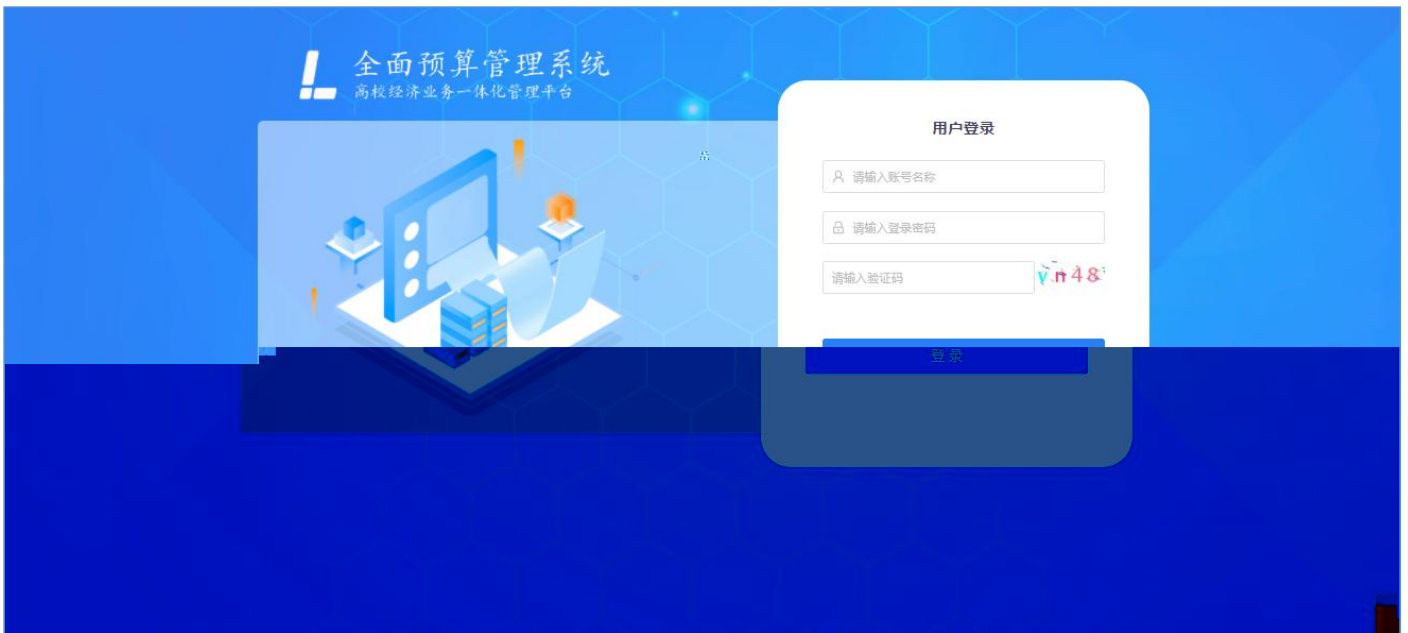 全面预算管理系统
高校经济业务一体化管理平台
用户登录
请输入账号名称
请输入登录密码
请输入验证码
登录